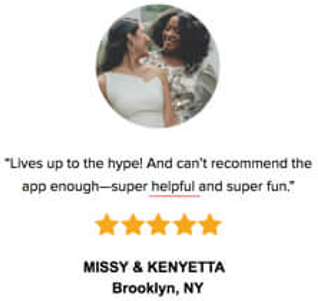 “Lives up to the hype! And can’t recommend the
app enough—super helpful and super fun.”
MISSY & KENYETTA
Brooklyn, NY